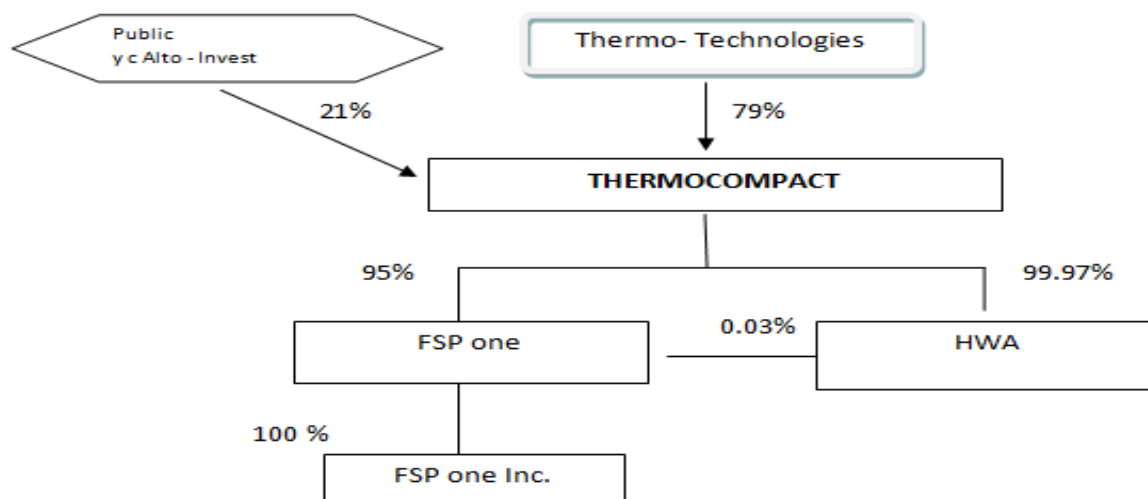 Public
y c Alto - Invest
Thermo- Technologies
21%
79%
THERMOCOMPACT
95%
99.97%
0.03%
FSP one
HWA
100 %
FSP one Inc.